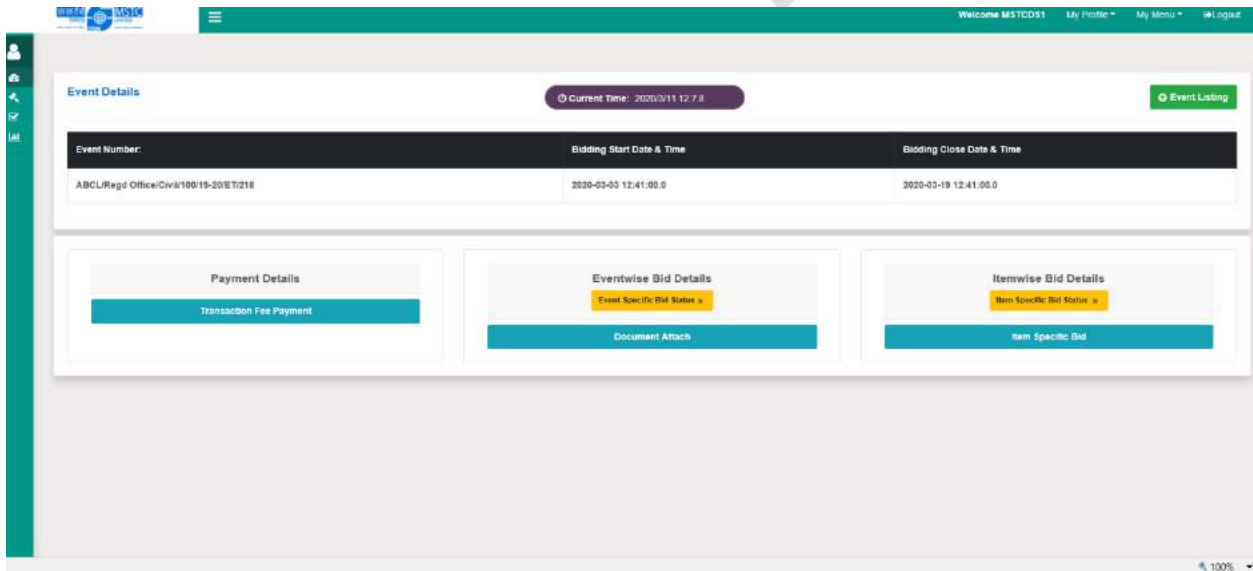 MSTC
Welcome MSTCDS1 My Profile My Menu Logout
Event Details
Current Time: 2020/3/11 12:7:8
Event Listing
Event Number: Bidding Start Date & Time Bidding Close Date & Time
ABCL/Regd Office/Civil/100/19-20/ET/218 2020-03-03 12:41:00.0 2020-03-19 12:41:00.0
Payment Details
Transaction Fee Payment
Eventwise Bid Details
Event Specific Bid Status »
Document Attach
Itemwise Bid Details
Item Specific Bid Status »
Item Specific Bid
100%